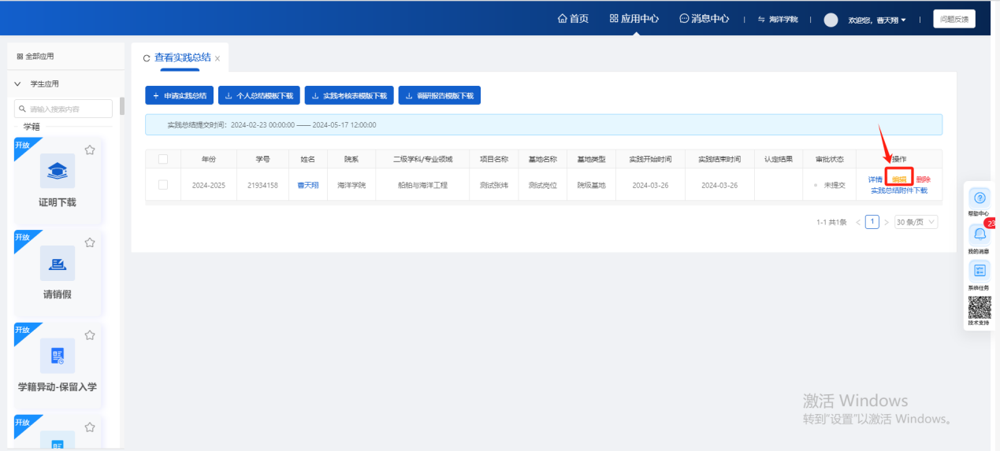 首页 应用中心 消息中心 | 海洋学院 | 欢迎您, 曹天翔 | 问题反馈
全部应用
查看实践总结 x
学生应用
+ 申请实践总结 个人总结模版下载 实践考核表模版下载 调研报告模版下载
请输入搜索内容
实践总结提交时间: 2024-02-23 00:00:00 —— 2024-05-17 12:00:00
学籍
开放
年份 学号 姓名 院系 二级学科/专业领域 项目名称 基地名称 基地类型 实践开始时间 实践结束时间 认定结果 审批状态 操作
2024-2025 21934158 曹天翔 海洋学院 船舶与海洋工程 测试张炜 测试岗位 院级基地 2024-03-26 2024-03-26 未提交 详情 编辑 删除
实践总结附件下载
证明下载
帮助中心
1-1 共1条 < 1 > 30 条/页
23
开放
我的消息
系统任务
请销假
技术支持
开放
学籍异动-保留入学
激活 Windows
转到"设置"以激活 Windows。
开放